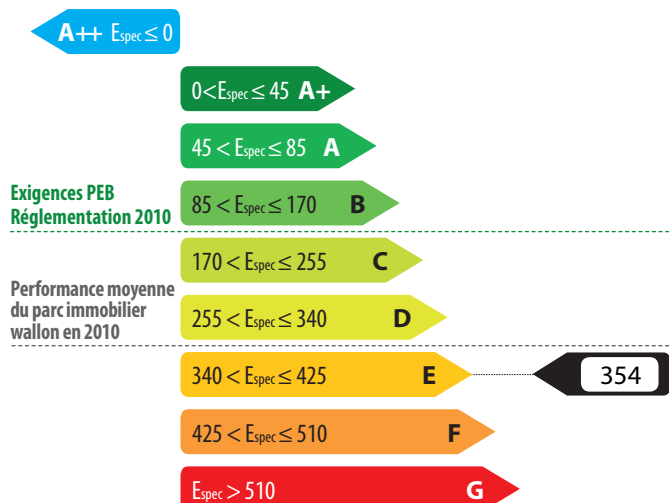 A++ Espec ≤ 0
0<Espec ≤ 45 A+
45 < Espec ≤ 85 A
Exigences PEB
Réglementation 2010
85 < Espec ≤ 170 B
170 < Espec ≤ 255 C
Performance moyenne
du parc immobilier
wallon en 2010
255 < Espec ≤ 340 D
340 < Espec ≤ 425 E
354
425 < Espec ≤ 510 F
Espec > 510 G